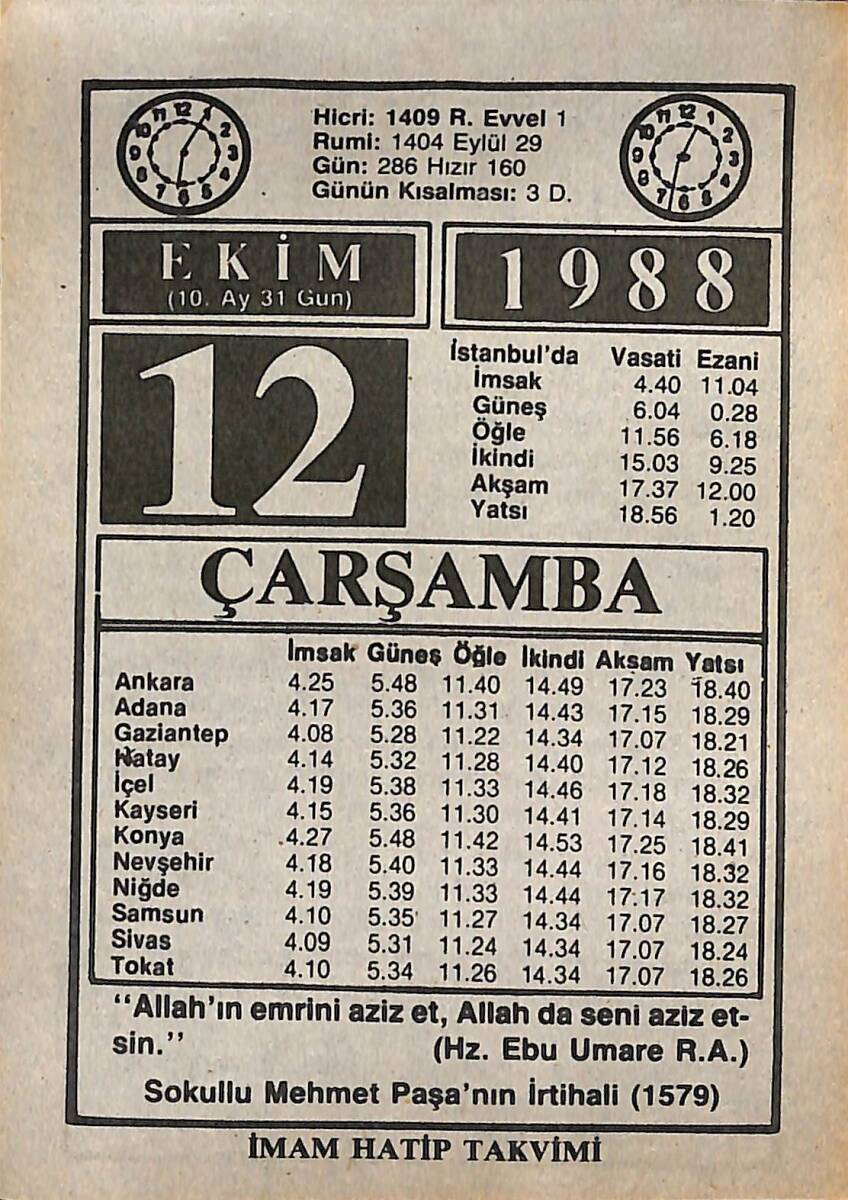 Hicri: 1409 R. Evvel 1
Rumi: 1404 Eylül 29
Gün: 286 Hızır 160
Günün Kısalması: 3 D.
EKİM
(10. Ay 31 Gun)
1988
12
İstanbul'da Vasati Ezani
İmsak 4.40 11.04
Güneş 6.04 0.28
Öğle 11.56 6.18
İkindi 15.03 9.25
Akşam 17.37 12.00
Yatsı 18.56 1.20
ÇARŞAMBA
İmsak Güneş Öğle İkindi Aksam Yatsı
Ankara 4.25 5.48 11.40 14.49 17.23 18.40
Adana 4.17 5.36 11.31 14.43 17.15 18.29
Gaziantep 4.08 5.28 11.22 14.34 17.07 18.21
Hatay 4.14 5.32 11.28 14.40 17.12 18.26
İçel 4.19 5.38 11.33 14.46 17.18 18.32
Kayseri 4.15 5.36 11.30 14.41 17.14 18.29
Konya 4.27 5.48 11.42 14.53 17.25 18.41
Nevşehir 4.18 5.40 11.33 14.44 17.16 18.32
Niğde 4.19 5.39 11.33 14.44 17.17 18.32
Samsun 4.10 5.35 11.27 14.34 17.07 18.27
Sivas 4.09 5.31 11.24 14.34 17.07 18.24
Tokat 4.10 5.34 11.26 14.34 17.07 18.26
"Allah'ın emrini aziz et, Allah da seni aziz et-
sin." (Hz. Ebu Umare R.A.)
Sokullu Mehmet Paşa'nın İrtihali (1579)
İMAM HATİP TAKVİMİ